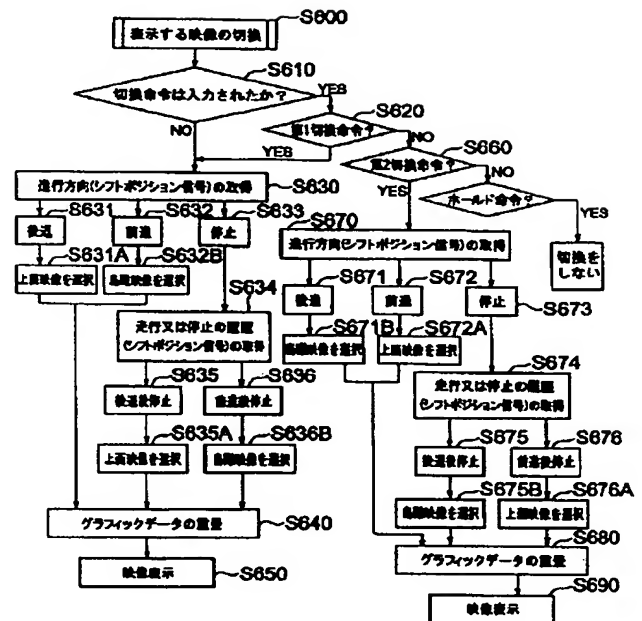 S600
表示する映像の切換
S610
切換命令は入力されたか?
YES
NO
S620
第1切換命令?
YES
NO
S660
第2切換命令?
YES
NO
ホールド命令?
YES
切換をしない
進行方向(シフトポジション信号)の取得
S630
S631
後退
S632
前進
S633
停止
S631A
上面映像を選択
S632B
鳥瞰映像を選択
S634
走行又は停止の履歴
(シフトポジション信号)の取得
S635
後退後停止
S636
後停止
S635A
上面映像を選択
S636B
鳥瞰映像を選択
グラフィックデータの重畳
S640
映像表示
S650
S670
進行方向(シフトポジション信号)の取得
S671
後退
S672
前進
停止
S673
S671B
鳥瞰映像を選択
S672A
上面映像を選択
S674
走行又は停止の履歴
(シフトポジション信号)の取得
S675
後退後停止
S676
前進後停止
S675B
鳥瞰映像を選択
S676A
上面映像を選択
S680
グラフィックデータの重畳
S690
映像表示